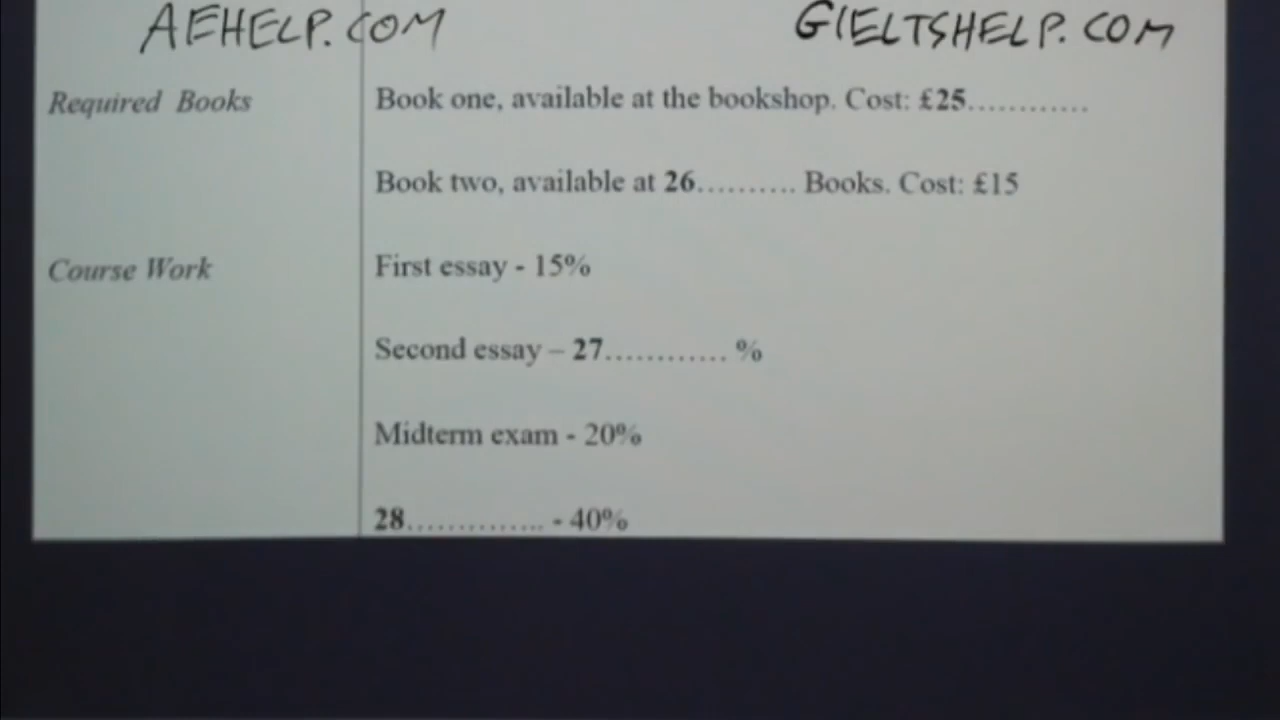 AEHELP.COM GIELTSHELP.COM
Required Books Book one, available at the bookshop. Cost: £25............
Book two, available at 26.......... Books. Cost: £15
Course Work First essay - 15%
Second essay – 27............ %
Midterm exam - 20%
28.............. - 40%